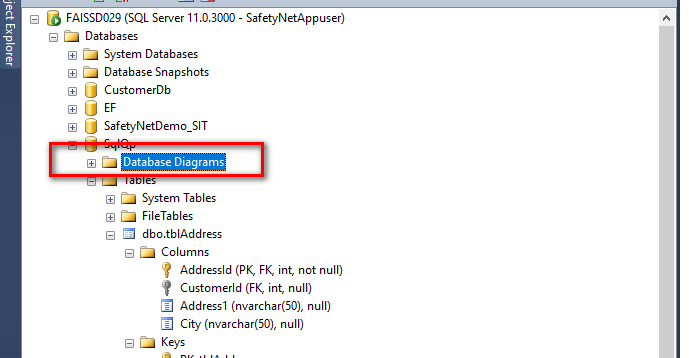 ject Explorer
FAISSD029 (SQL Server 11.0.3000 - SafetyNetAppuser)
Databases
System Databases
Database Snapshots
CustomerDb
EF
SafetyNetDemo_SIT
SqlQp
Database Diagrams
Tables
System Tables
FileTables
dbo.tblAddress
Columns
AddressId (PK, FK, int, not null)
CustomerId (FK, int, null)
Address1 (nvarchar(50), null)
City (nvarchar(50), null)
Keys